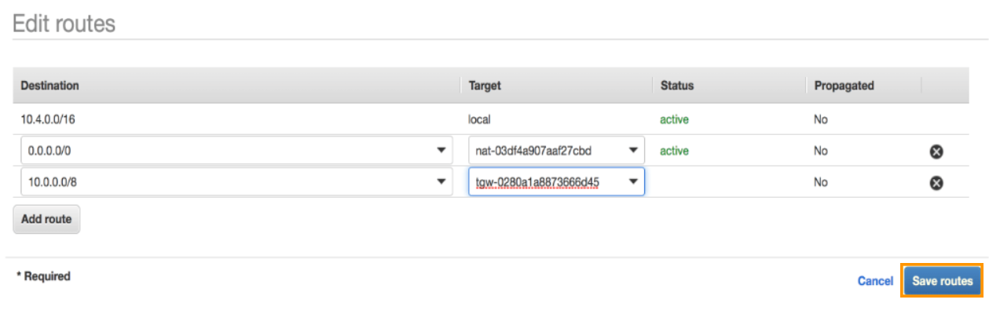 Edit routes
Destination Target Status Propagated
10.4.0.0/16 local active No
0.0.0.0/0 nat-03df4a907aaf27cbd active No
10.0.0.0/8 tgw-0280a1a8873666d45 No
Add route
* Required
Cancel Save routes